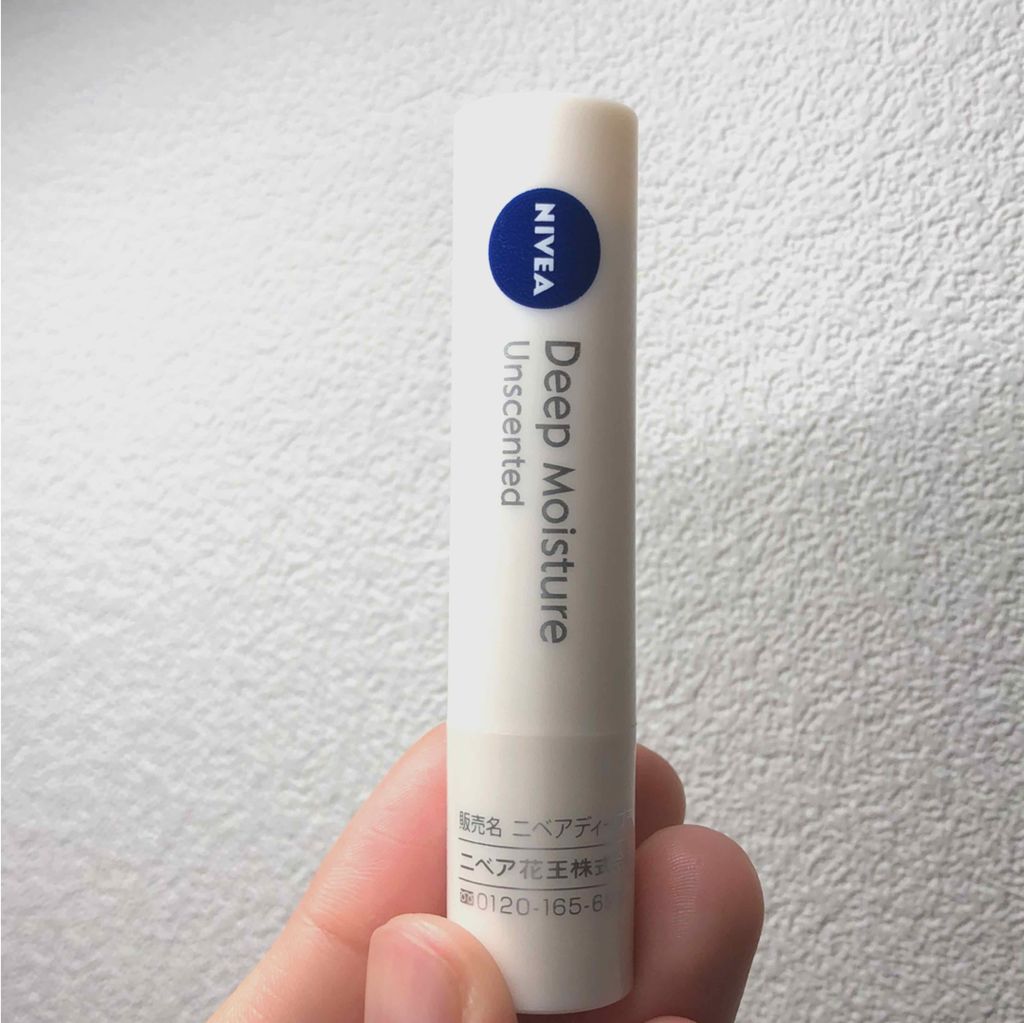 NIVEA
Deep Moisture
Unscented
販売名 ニベアディー
ニベア花王株式
0120-165-6